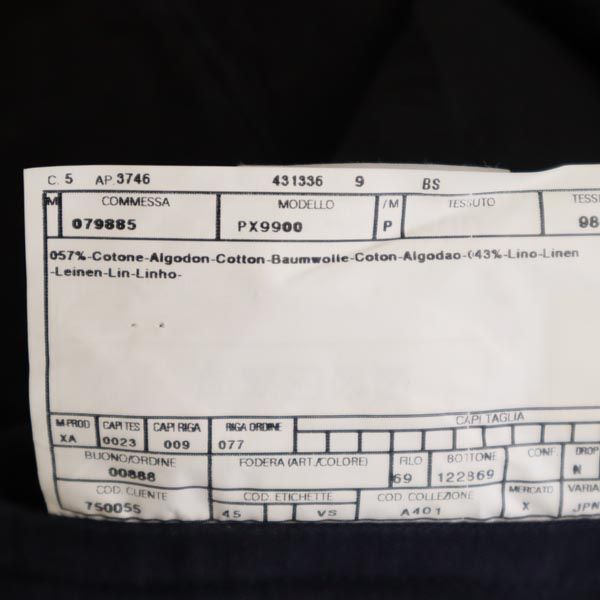 C. 5 AP. 3746 431336 9 BS
M COMMESSA MODELLO /M TESSUTO TESS
079885 PX9900 P 98
057%-Cotone-Algodon-Cotton-Baumwolle-Coton-Algodao-043%-Lino-Linen
-Leinen-Lin-Linho-
M-PROD CAPI TES CAPI RIGA RIGA ORDINE CAPI TAGLIA
XA 0023 009 077
BUONO/ORDINE FODERA (ART./COLORE) FILO BOTTONE CONF. DROP
00888 69 122869 N
COD. CLIENTE COD. ETICHETTE COD. COLLEZIONE MERCATO VARIA
750055 45 VS A401 X JPN